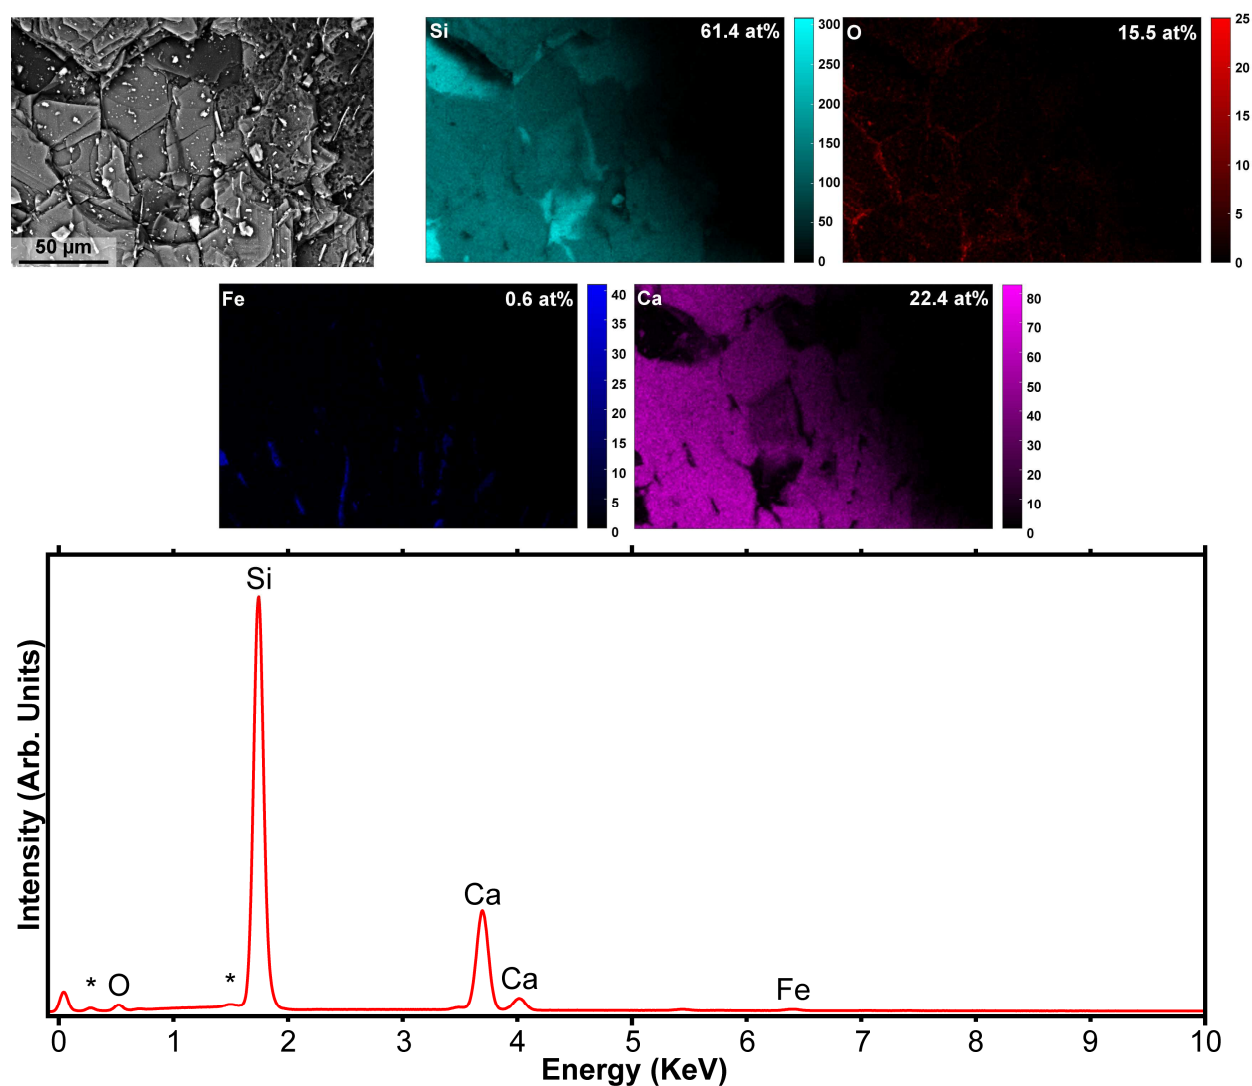 50 µm
Si 61.4 at%
300
250
200
150
100
50
0
O 15.5 at%
25
20
15
10
5
0
Fe 0.6 at%
40
35
30
25
20
15
10
5
0
Ca 22.4 at%
80
70
60
50
40
30
20
10
0
Intensity (Arb. Units)
Si
Ca
Ca
* O
*
Fe
0 1 2 3 4 5 6 7 8 9 10
Energy (KeV)